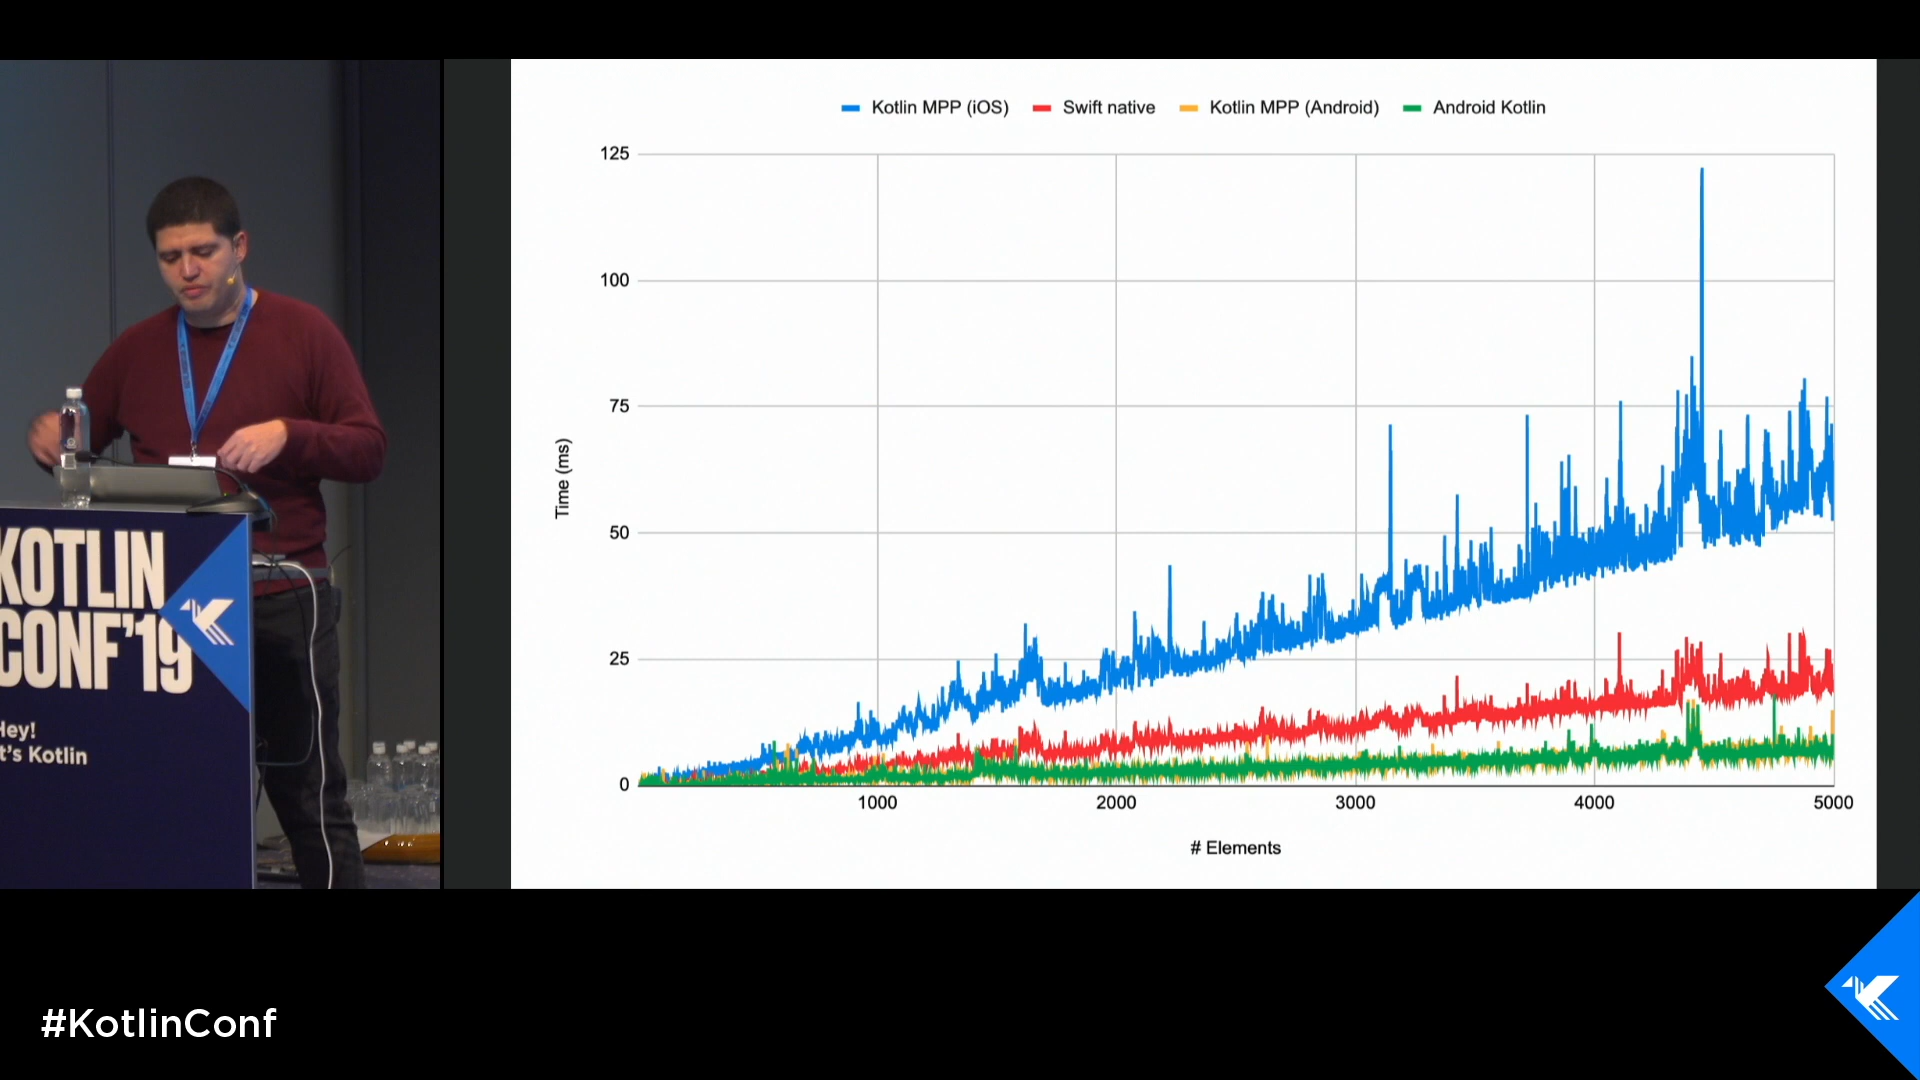 Kotlin MPP (iOS) Swift native Kotlin MPP (Android) Android Kotlin
125
100
75
50
25
0
Time (ms)
1000 2000 3000 4000 5000
# Elements
KOTLIN
CONF'19
Hey!
It's Kotlin
#KotlinConf